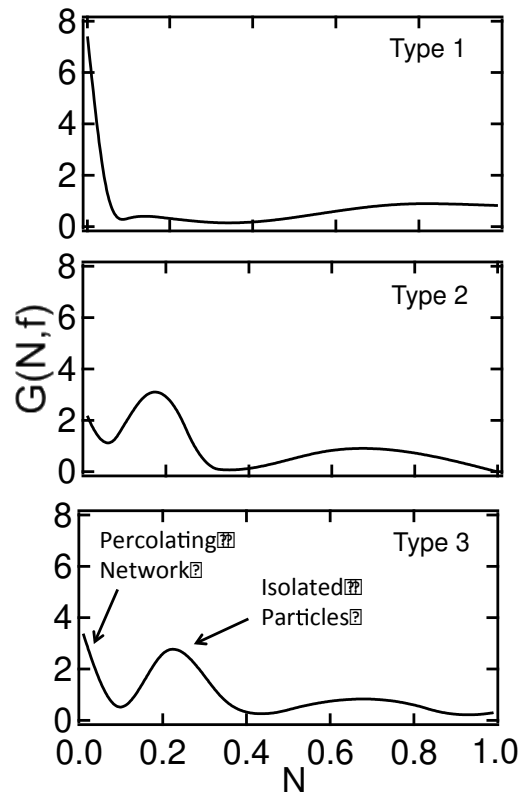 8
6
4
2
0
Type 1
8
6
4
2
0
Type 2
G(N,f)
8
6
4
2
0
Type 3
Percolating
Network
Isolated
Particles
0.0 0.2 0.4 0.6 0.8 1.0
N